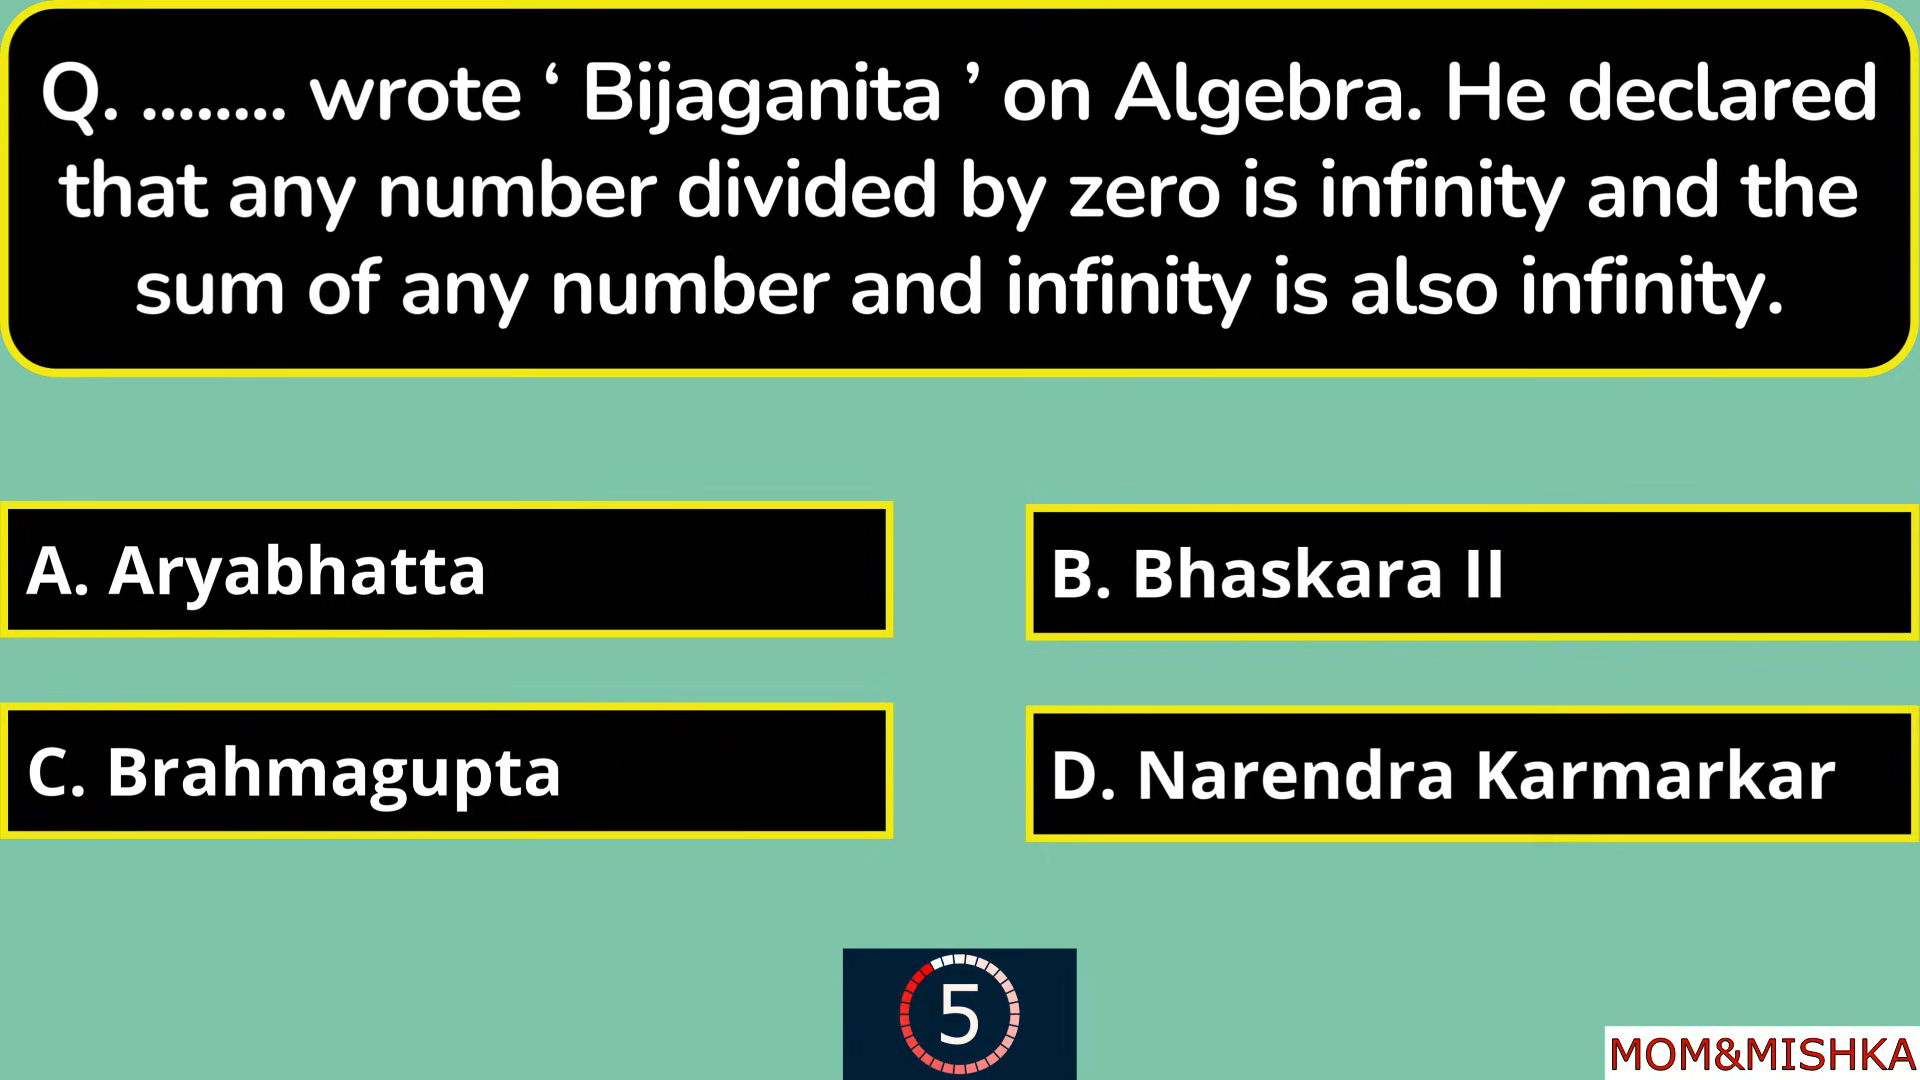 Q. ........ wrote ‘ Bijaganita ’ on Algebra. He declared
that any number divided by zero is infinity and the
sum of any number and infinity is also infinity.
A. Aryabhatta
B. Bhaskara II
C. Brahmagupta
D. Narendra Karmarkar
5
MOM&MISHKA